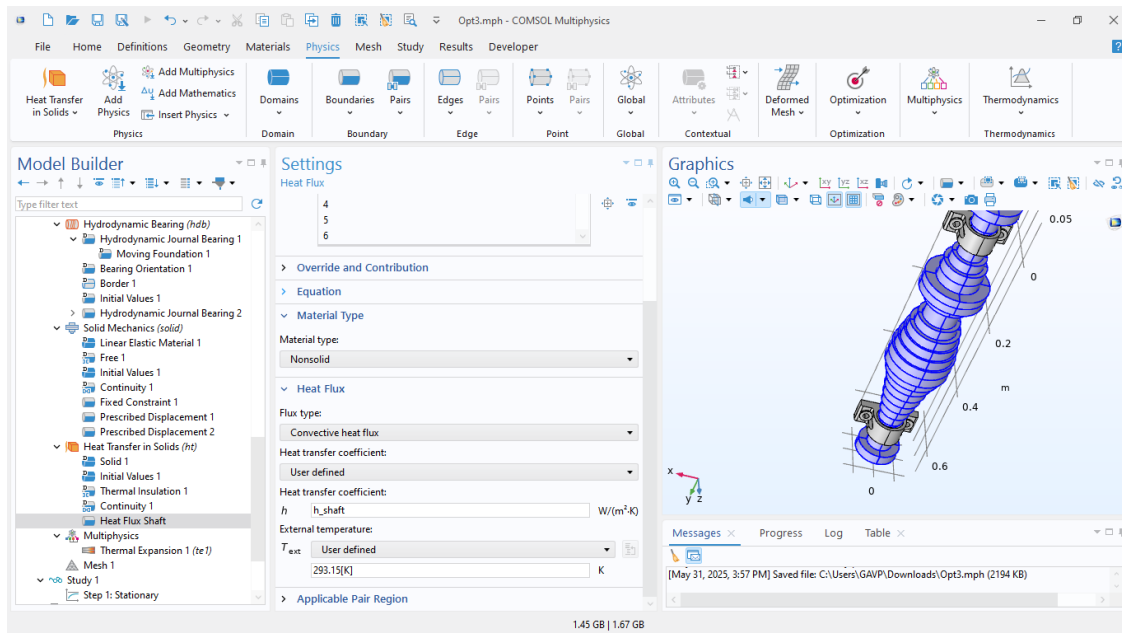 Opt3.mph - COMSOL Multiphysics
File Home Definitions Geometry Materials Physics Mesh Study Results Developer
?
Heat Transfer in Solids
Add Physics
Add Multiphysics
Add Mathematics
Insert Physics
Domains
Boundaries
Pairs
Edges
Pairs
Points
Pairs
Global
Attributes
Deformed Mesh
Optimization
Multiphysics
Thermodynamics
Physics Domain Boundary Edge Point Global Contextual Optimization Thermodynamics
Model Builder
Type filter text
Hydrodynamic Bearing (hdb)
Hydrodynamic Journal Bearing 1
Moving Foundation 1
Bearing Orientation 1
Border 1
Initial Values 1
Hydrodynamic Journal Bearing 2
Solid Mechanics (solid)
Linear Elastic Material 1
Free 1
Initial Values 1
Continuity 1
Fixed Constraint 1
Prescribed Displacement 1
Prescribed Displacement 2
Heat Transfer in Solids (ht)
Solid 1
Initial Values 1
Thermal Insulation 1
Continuity 1
Heat Flux Shaft
Multiphysics
Thermal Expansion 1 (te1)
Mesh 1
Study 1
Step 1: Stationary
Settings
Heat Flux
4
5
6
Override and Contribution
Equation
Material Type
Material type:
Nonsolid
Heat Flux
Flux type:
Convective heat flux
Heat transfer coefficient:
User defined
Heat transfer coefficient:
h h_shaft W/(m²·K)
External temperature:
Text User defined
293.15[K] K
Applicable Pair Region
Graphics
xy yz xz
0.05
0
0.2
m
0.4
0.6
0
x
y z
Messages Progress Log Table
[May 31, 2025, 3:57 PM] Saved file: C:\Users\GAVP\Downloads\Opt3.mph (2194 KB)
1.45 GB | 1.67 GB